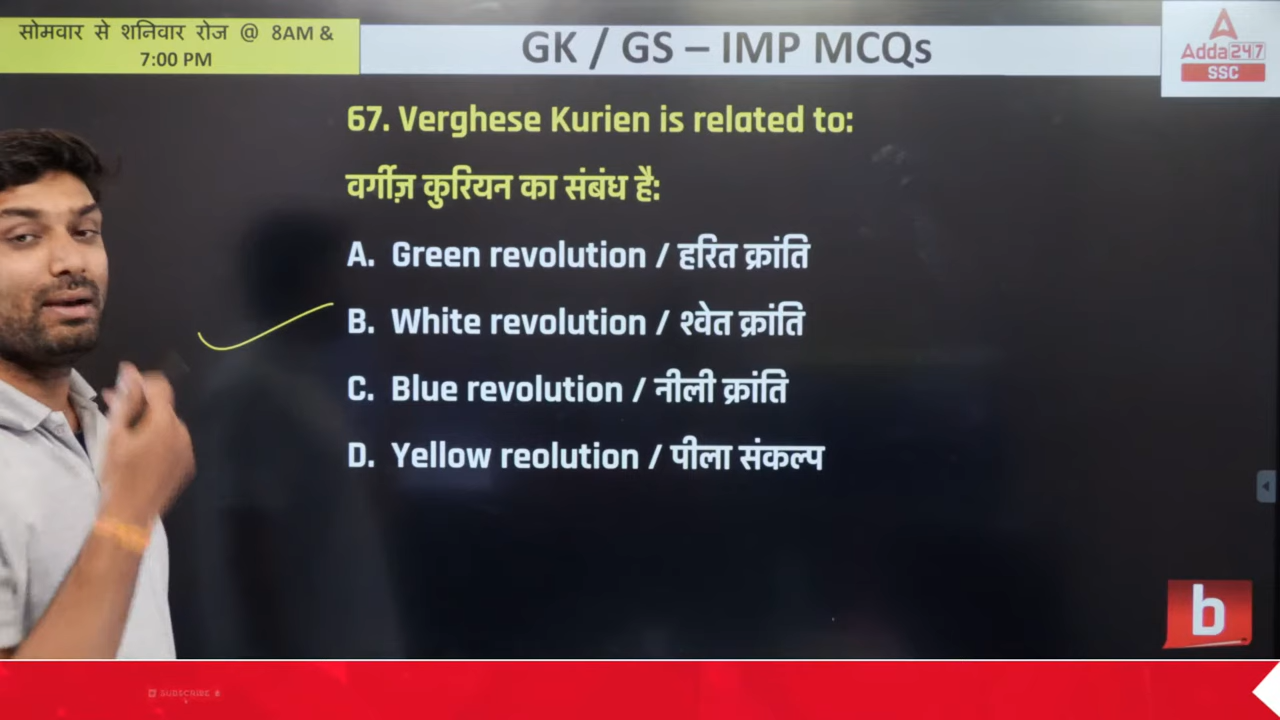 सोमवार से शनिवार रोज @ 8AM &
7:00 PM
GK / GS – IMP MCQs
Adda247
SSC
67. Verghese Kurien is related to:
वर्गीज़ कुरियन का संबंध है:
A. Green revolution / हरित क्रांति
B. White revolution / श्वेत क्रांति
C. Blue revolution / नीली क्रांति
D. Yellow reolution / पीला संकल्प
b
SUBSCRIBE